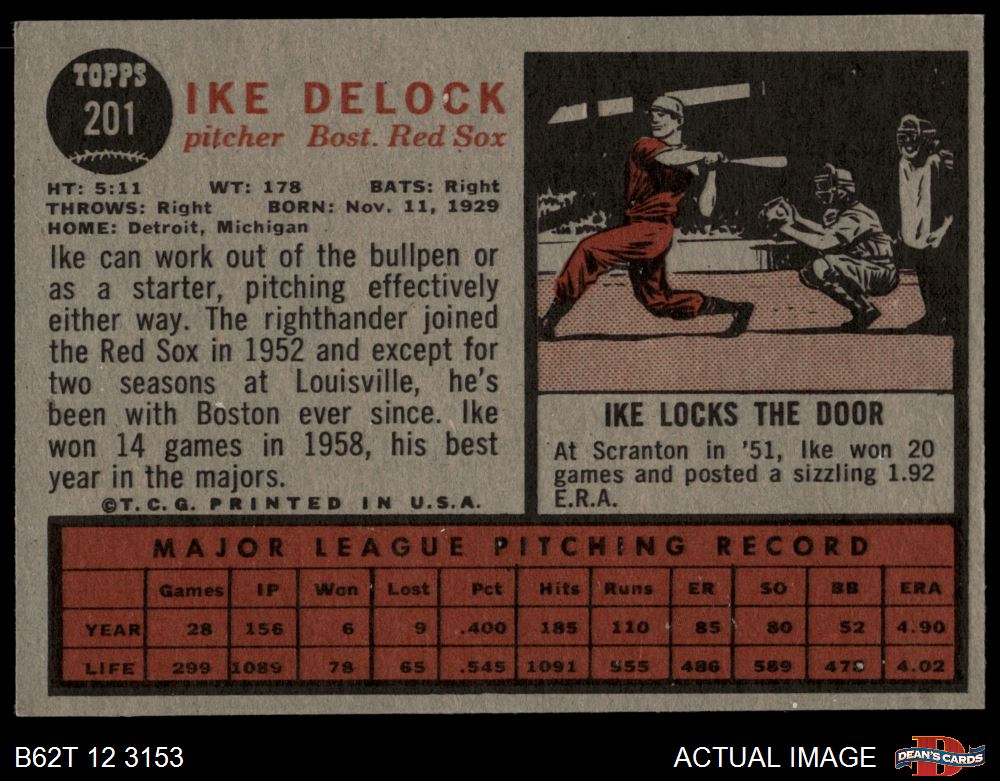 TOPPS
201
IKE DELOCK
pitcher Bost. Red Sox
HT: 5:11 WT: 178 BATS: Right
THROWS: Right BORN: Nov. 11, 1929
HOME: Detroit, Michigan
Ike can work out of the bullpen or
as a starter, pitching effectively
either way. The righthander joined
the Red Sox in 1952 and except for
two seasons at Louisville, he's
been with Boston ever since. Ike
won 14 games in 1958, his best
year in the majors.
©T.C.G. PRINTED IN U.S.A.
IKE LOCKS THE DOOR
At Scranton in '51, Ike won 20
games and posted a sizzling 1.92
E.R.A.
MAJOR LEAGUE PITCHING RECORD
Games IP Won Lost Pct Hits Runs ER SO BB ERA
YEAR 28 156 6 9 .400 185 110 85 80 52 4.90
LIFE 299 1089 78 65 .545 1091 555 486 589 479 4.02
B62T 12 3153
ACTUAL IMAGE
D
DEAN'S CARDS